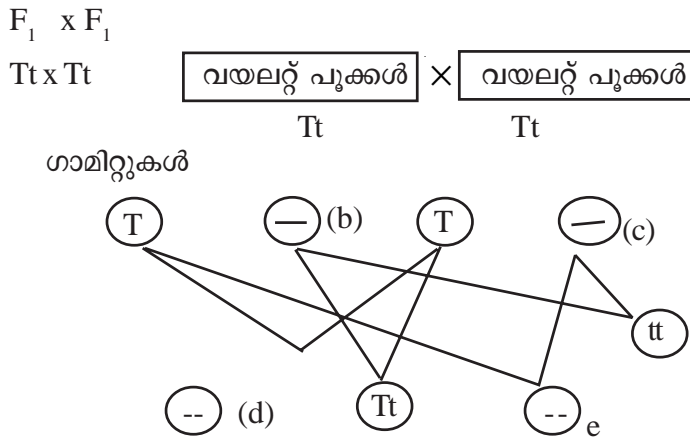 F₁ x F₁
Tt x Tt വയലറ്റ് പൂക്കൾ × വയലറ്റ് പൂക്കൾ
Tt Tt
ഗാമിറ്റുകൾ
T — (b) T — (c)
tt
-- (d) Tt -- e